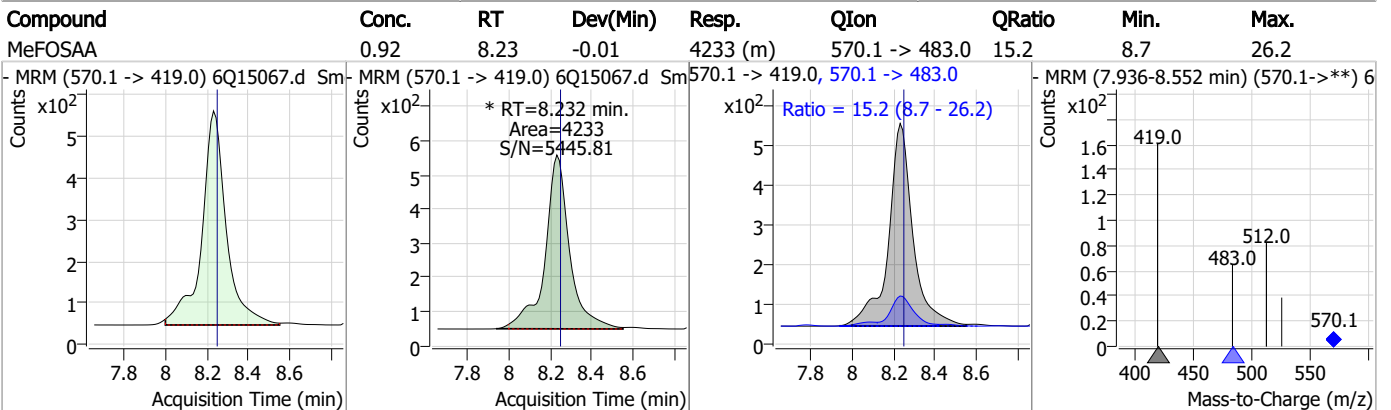 Compound Conc. RT Dev(Min) Resp. QIon QRatio Min. Max.
MeFOSAA 0.92 8.23 -0.01 4233 (m) 570.1 -> 483.0 15.2 8.7 26.2
- MRM (570.1 -> 419.0) 6Q15067.d Sm
Counts
x10²
5
4
3
2
1
0
7.8 8 8.2 8.4 8.6
Acquisition Time (min)
- MRM (570.1 -> 419.0) 6Q15067.d Sm
Counts
x10²
* RT=8.232 min.
Area=4233
S/N=5445.81
6
5
4
3
2
1
0
7.8 8 8.2 8.4 8.6
Acquisition Time (min)
570.1 -> 419.0, 570.1 -> 483.0
x10²
Ratio = 15.2 (8.7 - 26.2)
5
4
3
2
1
0
7.8 8 8.2 8.4 8.6
Acquisition Time (min)
- MRM (7.936-8.552 min) (570.1->**) 6
Counts
x10²
419.0
1.6
1.4
1.2
1
512.0
0.8
483.0
0.6
0.4
0.2
570.1
0
400 450 500 550
Mass-to-Charge (m/z)